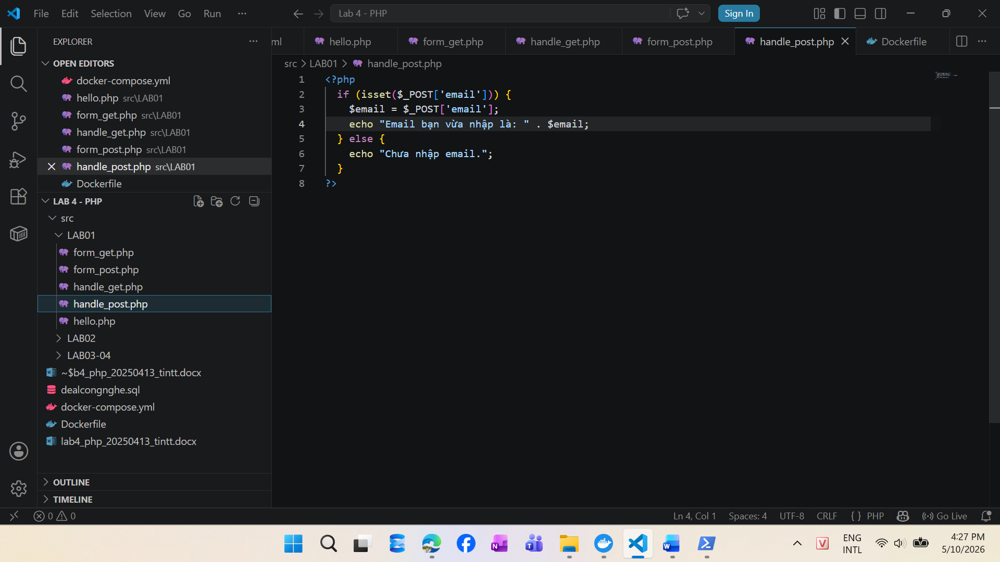 File Edit Selection View Go Run ···
Lab 4 - PHP
Sign In
EXPLORER
ml
hello.php
form_get.php
handle_get.php
form_post.php
handle_post.php
Dockerfile
OPEN EDITORS
docker-compose.yml
hello.php src\LAB01
form_get.php src\LAB01
handle_get.php src\LAB01
form_post.php src\LAB01
handle_post.php src\LAB01
Dockerfile
LAB 4 - PHP
src
LAB01
form_get.php
form_post.php
handle_get.php
handle_post.php
hello.php
LAB02
LAB03-04
~$b4_php_20250413_tintt.docx
dealcongnghe.sql
docker-compose.yml
Dockerfile
lab4_php_20250413_tintt.docx
OUTLINE
TIMELINE
src > LAB01 > handle_post.php
1 <?php
2 if (isset($_POST['email'])) {
3 $email = $_POST['email'];
4 echo "Email bạn vừa nhập là: " . $email;
5 } else {
6 echo "Chưa nhập email.";
7 }
8 ?>
0 0
Ln 4, Col 1 Spaces: 4 UTF-8 CRLF { } PHP Go Live
ENG
INTL
4:27 PM
5/10/2026